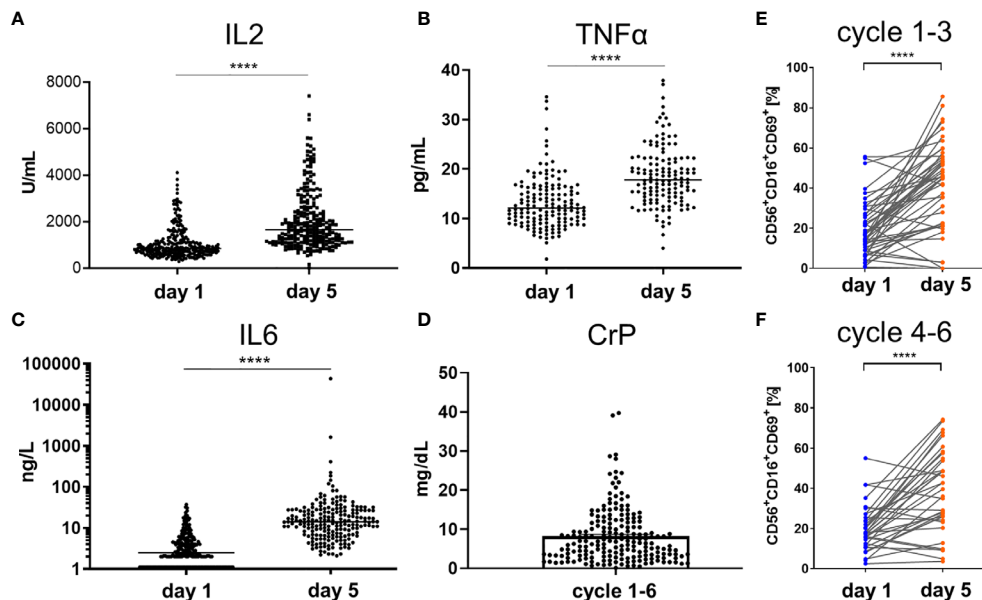 A
IL2
****
U/mL
8000
6000
4000
2000
0
day 1
day 5
B
TNFα
****
pg/mL
40
30
20
10
0
day 1
day 5
E
cycle 1-3
****
CD56⁺CD16⁺CD69⁺ [%]
100
80
60
40
20
0
day 1
day 5
C
IL6
****
ng/L
100000
10000
1000
100
10
1
day 1
day 5
D
CrP
mg/dL
50
40
30
20
10
0
cycle 1-6
F
cycle 4-6
****
CD56⁺CD16⁺CD69⁺ [%]
100
80
60
40
20
0
day 1
day 5